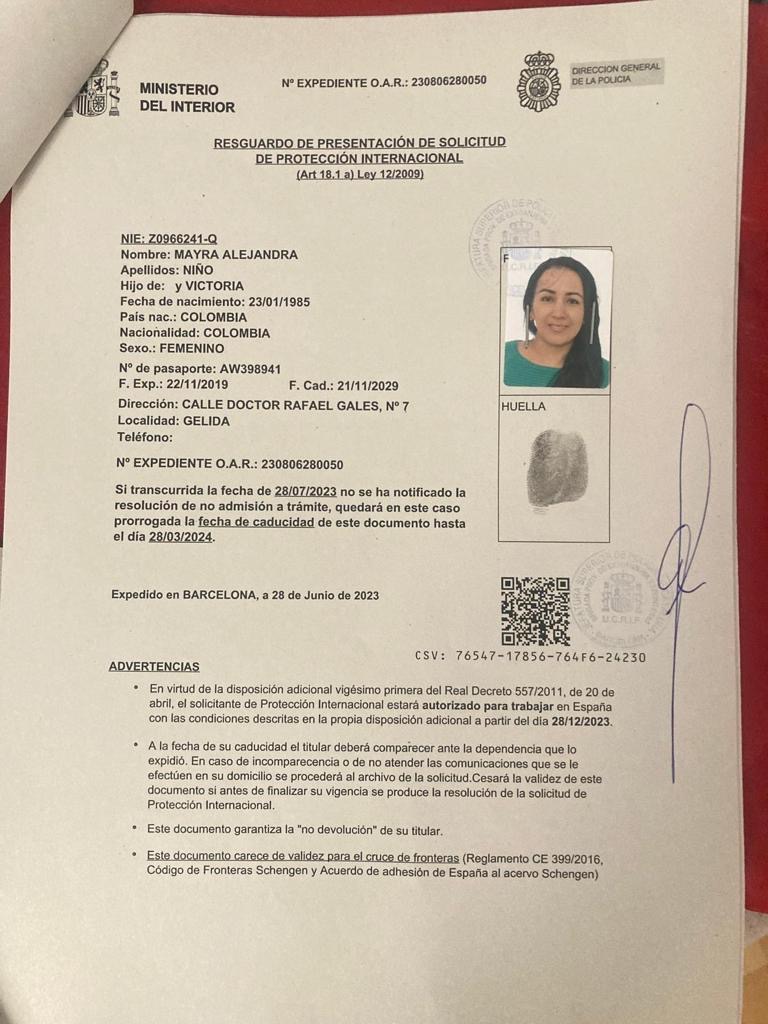 MINISTERIO
DEL INTERIOR
Nº EXPEDIENTE O.A.R.: 230806280050
DIRECCION GENERAL
DE LA POLICIA
RESGUARDO DE PRESENTACIÓN DE SOLICITUD
DE PROTECCIÓN INTERNACIONAL
(Art 18.1 a) Ley 12/2009)
NIE: Z0966241-Q
Nombre: MAYRA ALEJANDRA
Apellidos: NIÑO
Hijo de: y VICTORIA
Fecha de nacimiento: 23/01/1985
País nac.: COLOMBIA
Nacionalidad: COLOMBIA
Sexo.: FEMENINO
Nº de pasaporte: AW398941
F. Exp.: 22/11/2019 F. Cad.: 21/11/2029
Dirección: CALLE DOCTOR RAFAEL GALES, Nº 7
Localidad: GELIDA
Teléfono:
F
HUELLA
Nº EXPEDIENTE O.A.R.: 230806280050
Si transcurrida la fecha de 28/07/2023 no se ha notificado la
resolución de no admisión a trámite, quedará en este caso
prorrogada la fecha de caducidad de este documento hasta
el día 28/03/2024.
Expedido en BARCELONA, a 28 de Junio de 2023
U.C.R.I.F.
BARCELONA
CSV: 76547-17856-764F6-24230
ADVERTENCIAS
• En virtud de la disposición adicional vigésimo primera del Real Decreto 557/2011, de 20 de
abril, el solicitante de Protección Internacional estará autorizado para trabajar en España
con las condiciones descritas en la propia disposición adicional a partir del día 28/12/2023.
• A la fecha de su caducidad el titular deberá comparecer ante la dependencia que lo
expidió. En caso de incomparecencia o de no atender las comunicaciones que se le
efectúen en su domicilio se procederá al archivo de la solicitud.Cesará la validez de este
documento si antes de finalizar su vigencia se produce la resolución de la solicitud de
Protección Internacional.
• Este documento garantiza la "no devolución" de su titular.
• Este documento carece de validez para el cruce de fronteras (Reglamento CE 399/2016,
Código de Fronteras Schengen y Acuerdo de adhesión de España al acervo Schengen)